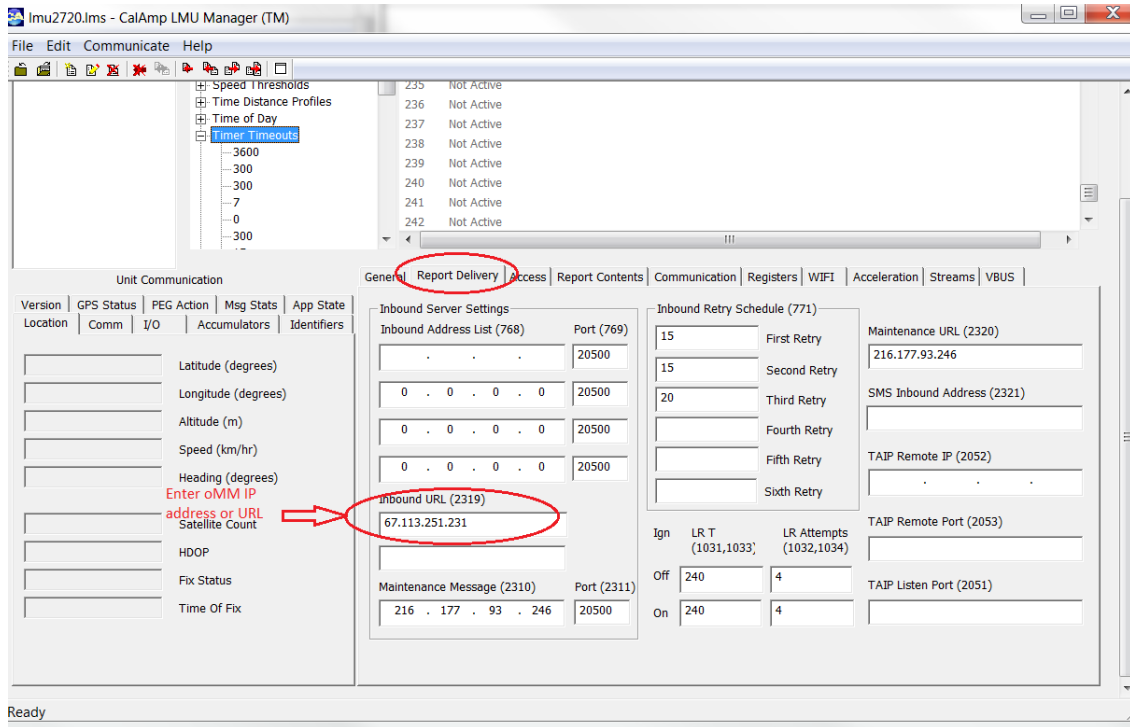 lmu2720.lms - CalAmp LMU Manager (TM)
File Edit Communicate Help
Speed Thresholds
Time Distance Profiles
Time of Day
Timer Timeouts
3600
300
300
7
0
300
235 Not Active
236 Not Active
237 Not Active
238 Not Active
239 Not Active
240 Not Active
241 Not Active
242 Not Active
Unit Communication
Version GPS Status PEG Action Msg Stats App State
Location Comm I/O Accumulators Identifiers
Latitude (degrees)
Longitude (degrees)
Altitude (m)
Speed (km/hr)
Heading (degrees)
Enter oMM IP
address or URL
Satellite Count
HDOP
Fix Status
Time Of Fix
General Report Delivery Access Report Contents Communication Registers WIFI Acceleration Streams VBUS
Inbound Server Settings
Inbound Address List (768) Port (769)
. . . 20500
0 . 0 . 0 . 0 20500
0 . 0 . 0 . 0 20500
0 . 0 . 0 . 0 20500
Inbound URL (2319)
67.113.251.231
Maintenance Message (2310) Port (2311)
216 . 177 . 93 . 246 20500
Inbound Retry Schedule (771)
15 First Retry
15 Second Retry
20 Third Retry
Fourth Retry
Fifth Retry
Sixth Retry
Ign LR T LR Attempts
(1031,1033) (1032,1034)
Off 240 4
On 240 4
Maintenance URL (2320)
216.177.93.246
SMS Inbound Address (2321)
TAIP Remote IP (2052)
. . .
TAIP Remote Port (2053)
TAIP Listen Port (2051)
Ready